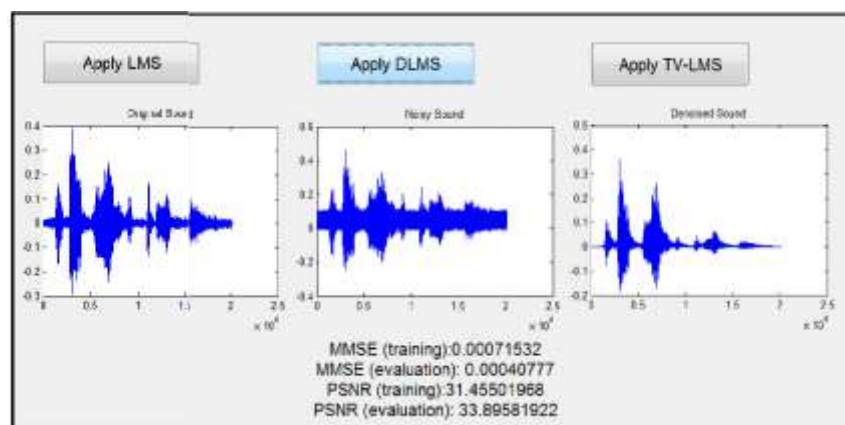 Apply LMS
Apply DLMS
Apply TV-LMS
Original Sound
Noisy Sound
Denoised Sound
0.4
0.3
0.2
0.1
0
-0.1
-0.2
-0.3
0 0.5 1 1.5 2 2.5
× 10⁴
0.6
0.4
0.2
0
-0.2
-0.4
0 0.5 1 1.5 2 2.5
× 10⁴
0.5
0.4
0.3
0.2
0.1
0
-0.1
-0.2
0 0.5 1 1.5 2 2.5
× 10⁴
MMSE (training):0.00071532
MMSE (evaluation): 0.00040777
PSNR (training):31.45501968
PSNR (evaluation): 33.89581922